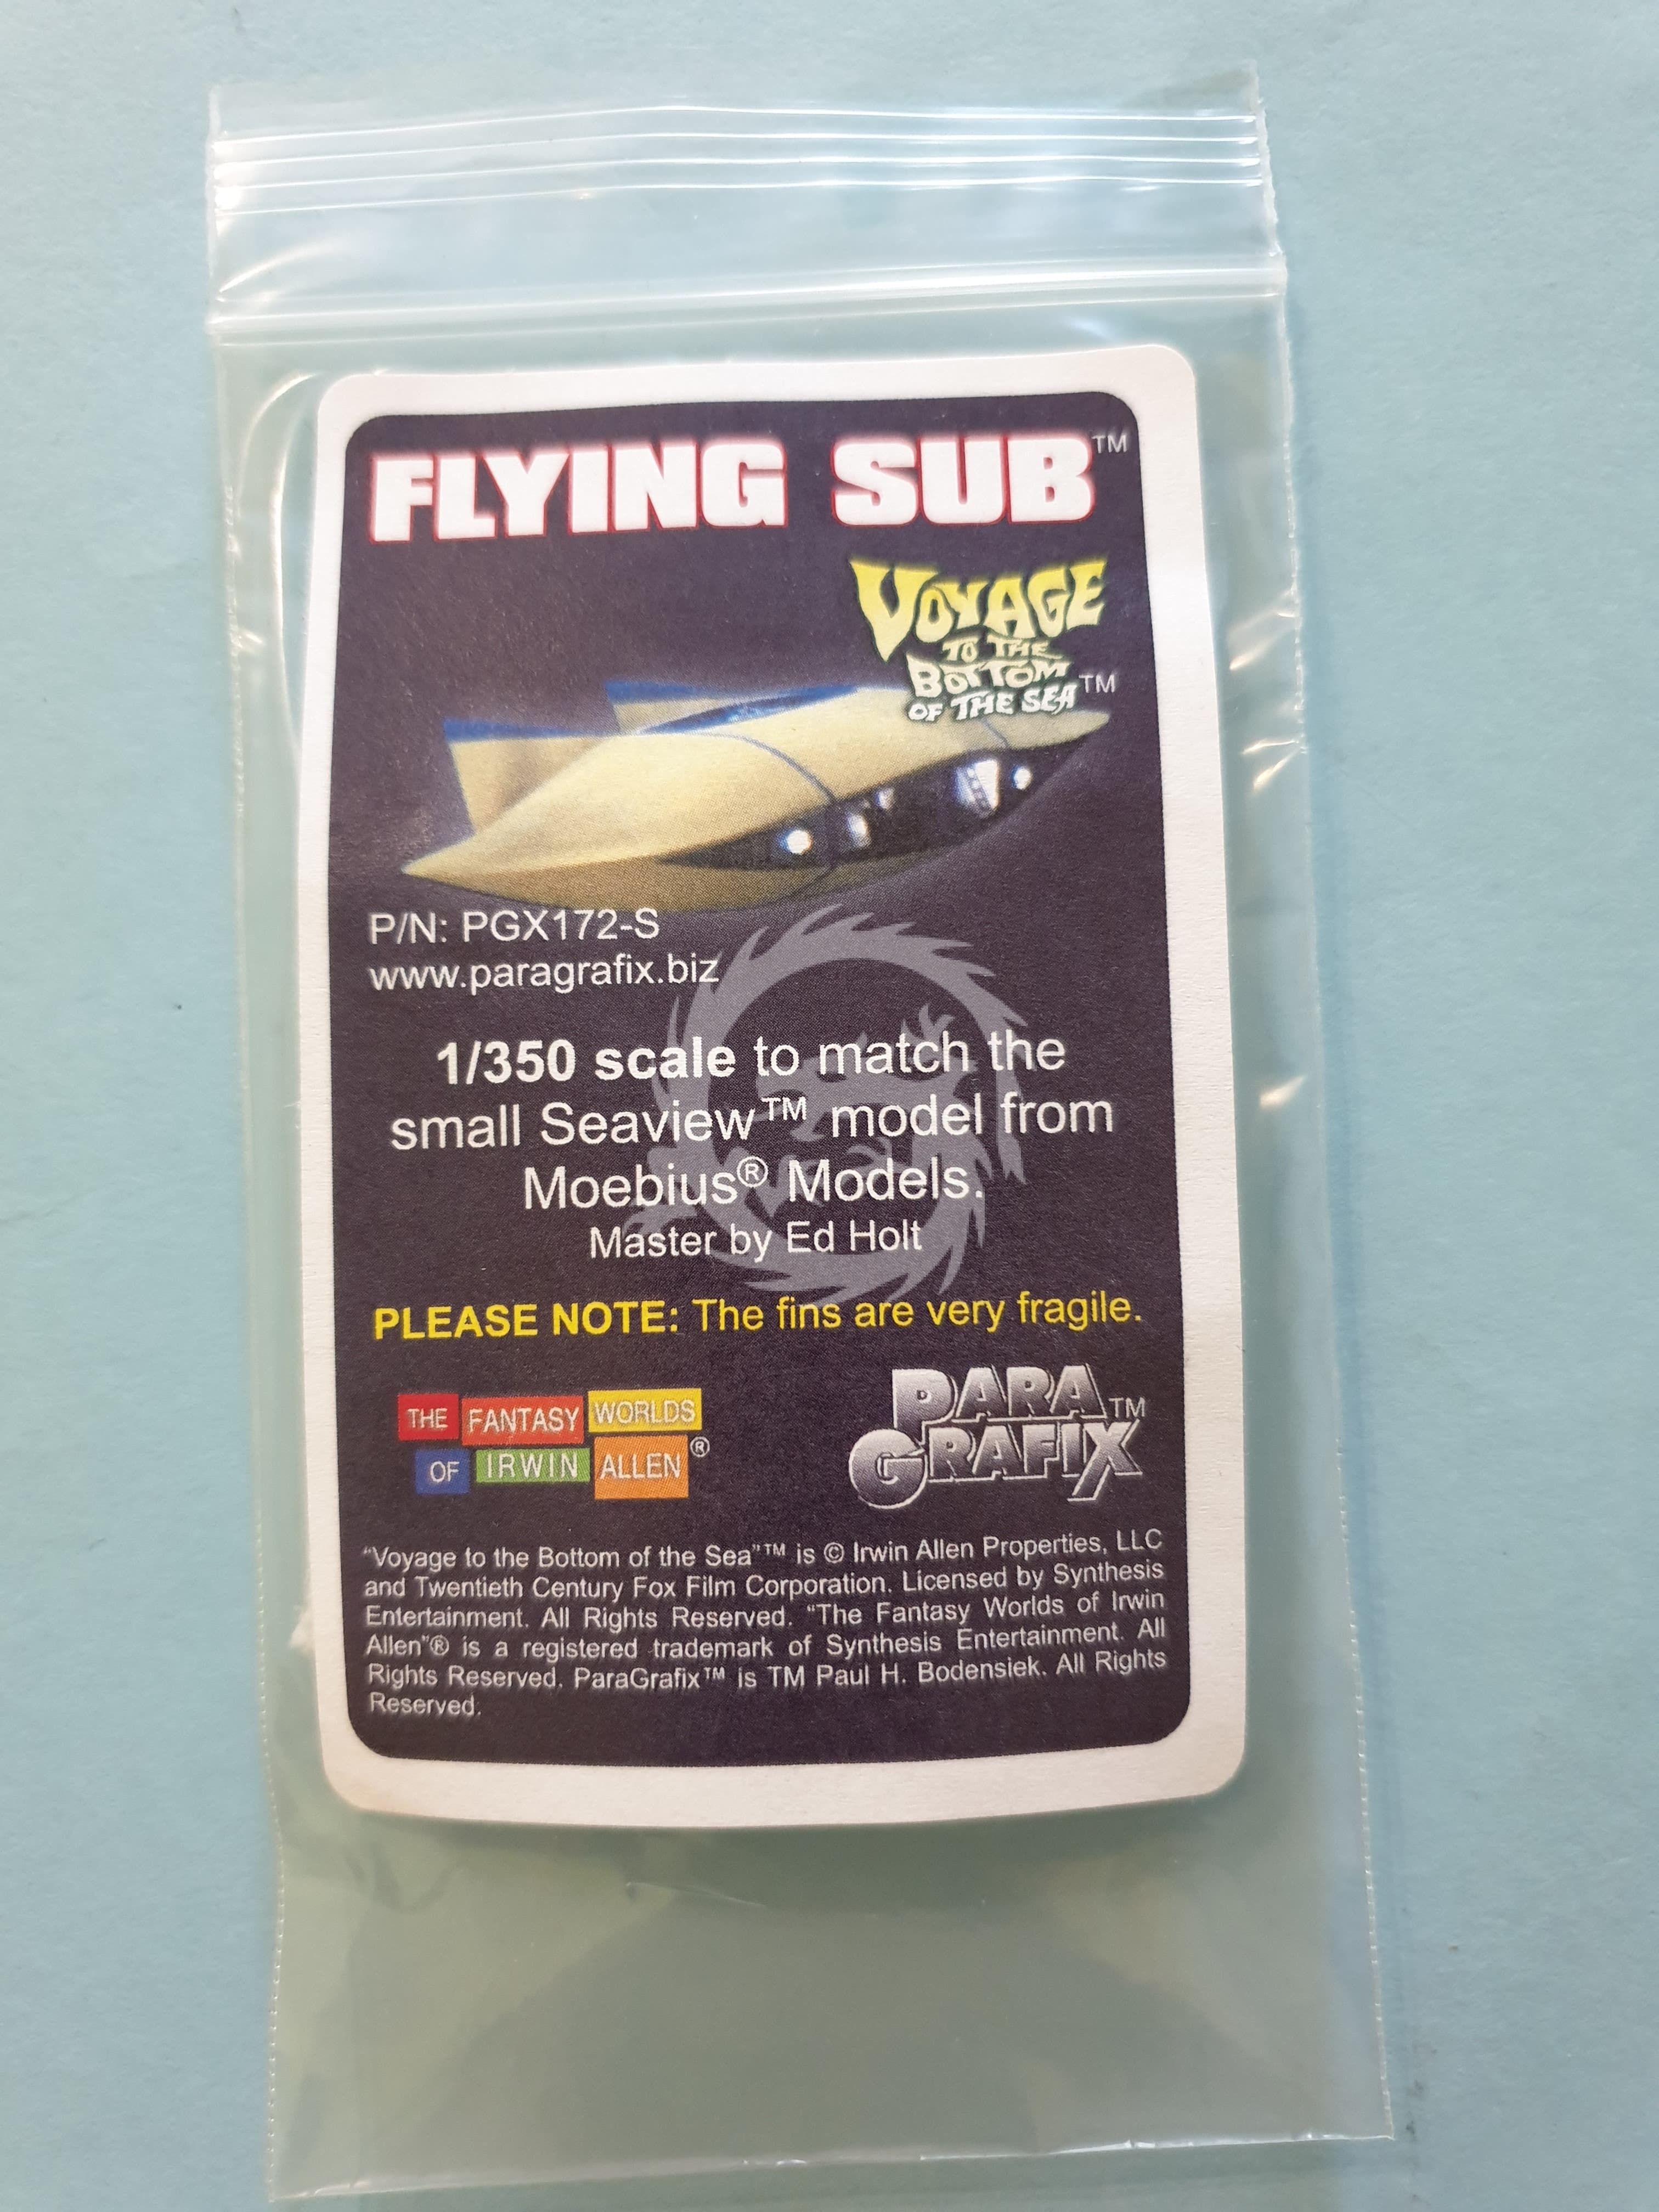 FLYING SUB™
VOYAGE
TO THE
BOTTOM™
OF THE SEA
P/N: PGX172-S
www.paragrafix.biz
1/350 scale to match the
small Seaview™ model from
Moebius® Models.
Master by Ed Holt
PLEASE NOTE: The fins are very fragile.
THE FANTASY WORLDS
OF IRWIN ALLEN®
PARA™
GRAFIX
"Voyage to the Bottom of the Sea"™ is © Irwin Allen Properties, LLC
and Twentieth Century Fox Film Corporation. Licensed by Synthesis
Entertainment. All Rights Reserved. "The Fantasy Worlds of Irwin
Allen"® is a registered trademark of Synthesis Entertainment. All
Rights Reserved. ParaGrafix™ is TM Paul H. Bodensiek. All Rights
Reserved.